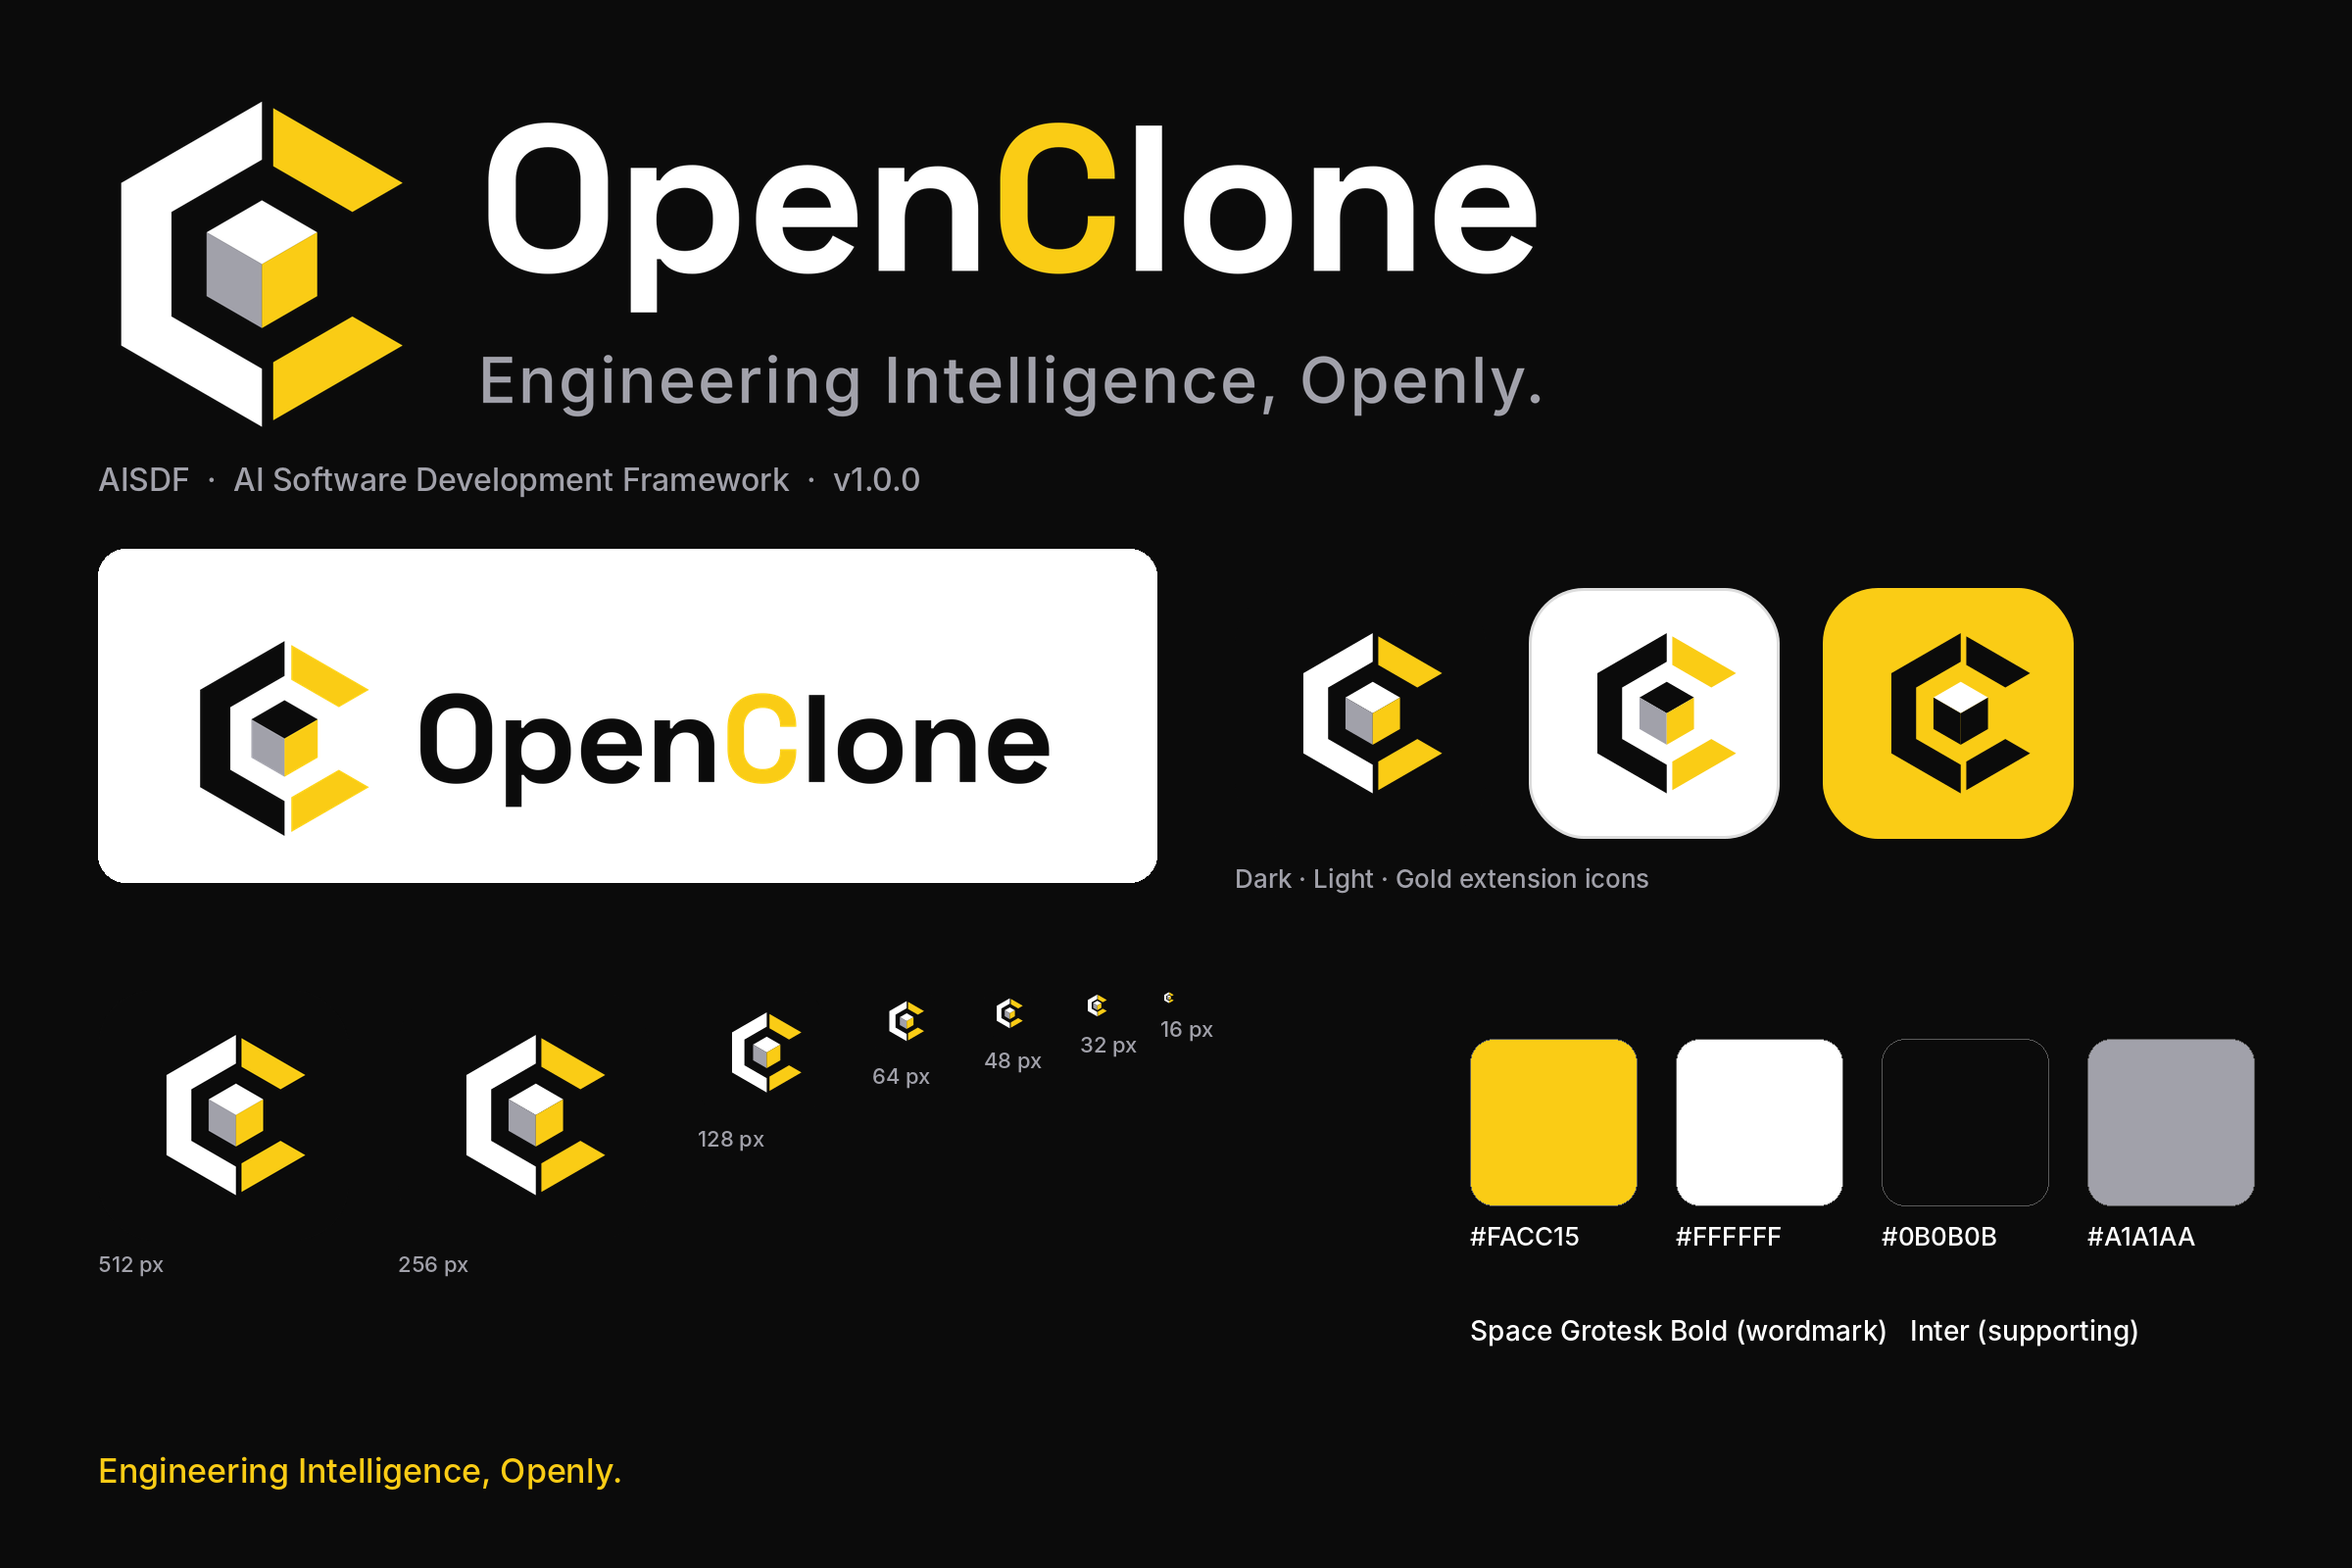 OpenClone
Engineering Intelligence, Openly.
AISDF · AI Software Development Framework · v1.0.0
OpenClone
Dark · Light · Gold extension icons
512 px
256 px
128 px
64 px
48 px
32 px
16 px
#FACC15
#FFFFFF
#0B0B0B
#A1A1AA
Space Grotesk Bold (wordmark) Inter (supporting)
Engineering Intelligence, Openly.